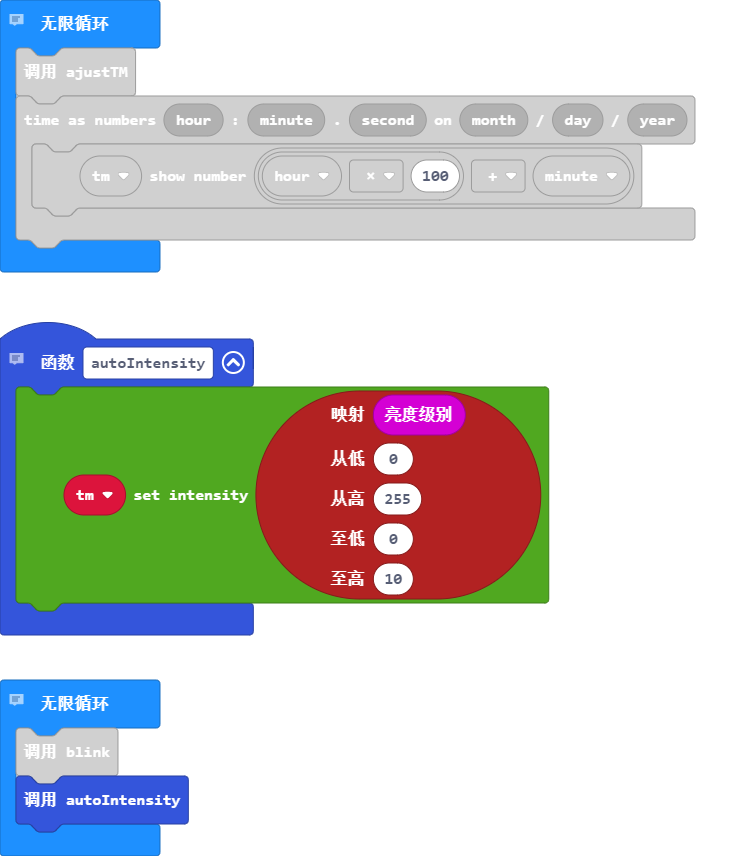 无限循环
调用 ajustTM
time as numbers hour : minute . second on month / day / year
tm show number hour × 100 + minute
函数 autoIntensity
映射 亮度级别
从低 0
从高 255
tm set intensity
至低 0
至高 10
无限循环
调用 blink
调用 autoIntensity